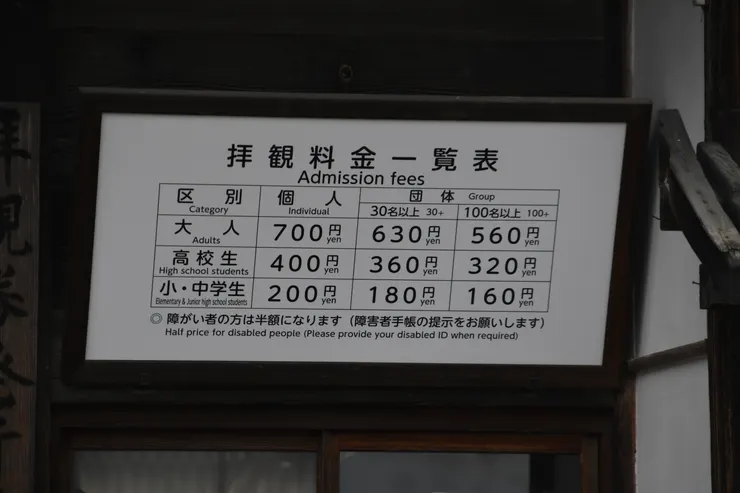 拝観料金一覧表
Admission fees
区別 Category 個人 Individual 団体 Group
30名以上 30+ 100名以上 100+
大人 Adults 700円 yen 630円 yen 560円 yen
高校生 High school students 400円 yen 360円 yen 320円 yen
小・中学生 Elementary & Junior high school students 200円 yen 180円 yen 160円 yen
◎ 障がい者の方は半額になります（障害者手帳の提示をお願いします）
Half price for disabled people (Please provide your disabled ID when required)
拝観券